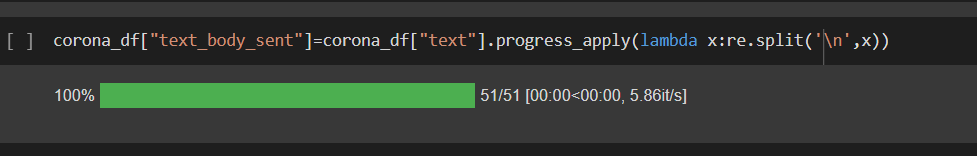 [ ] corona_df["text_body_sent"]=corona_df["text"].progress_apply(lambda x:re.split('\n',x))
100% 51/51 [00:00<00:00, 5.86it/s]